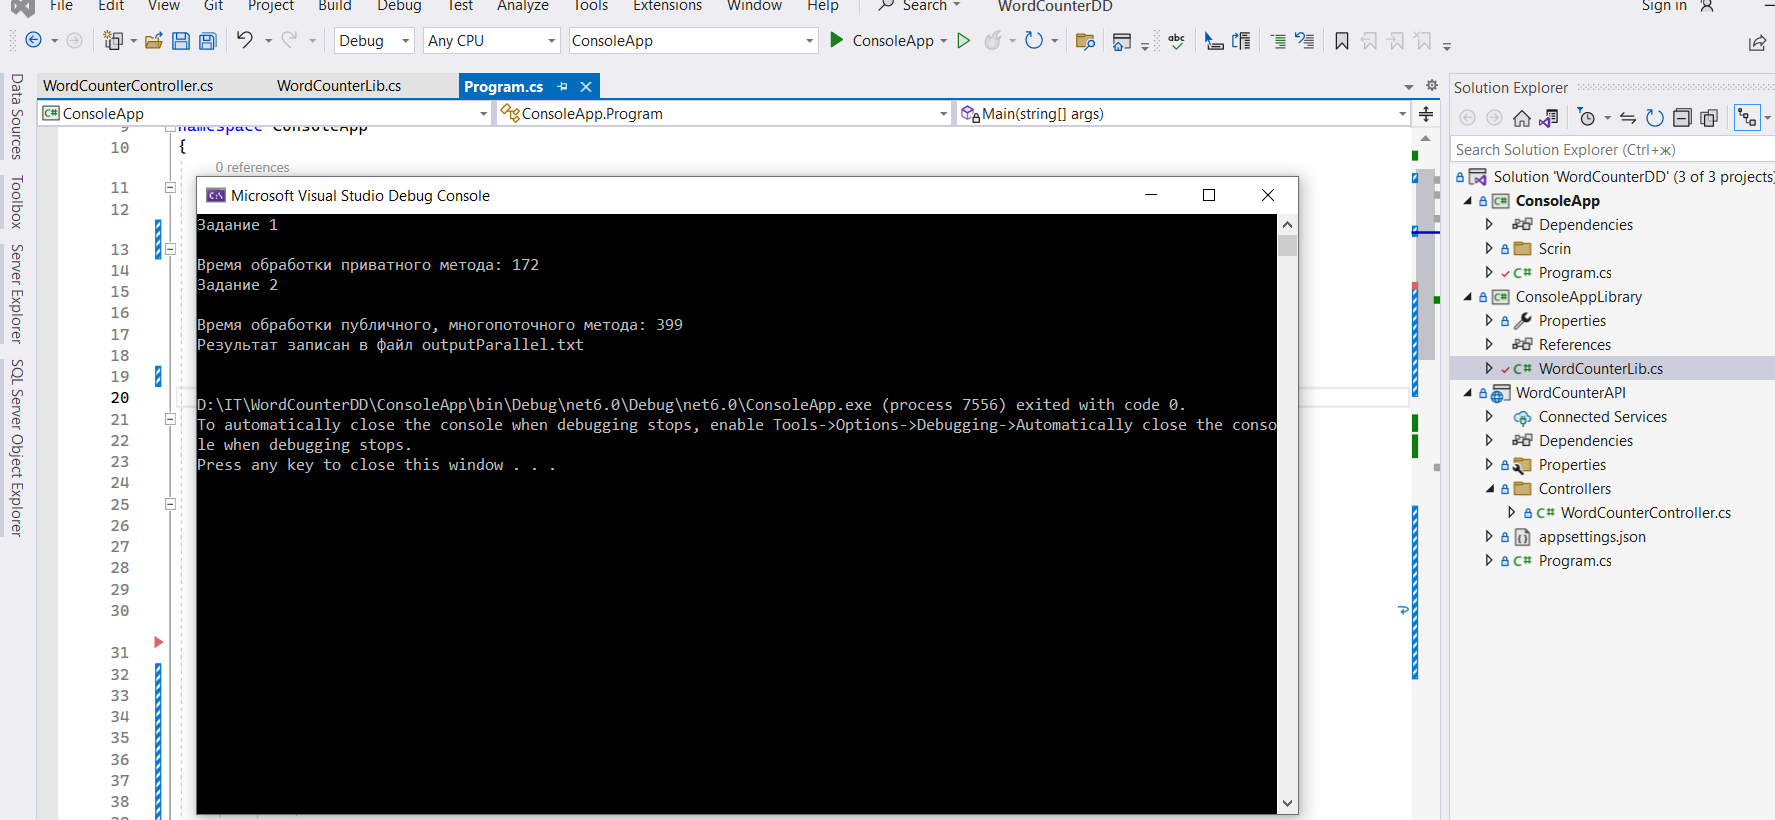 File Edit View Git Project Build Debug Test Analyze Tools Extensions Window Help Search WordCounterDD Sign in
Debug Any CPU ConsoleApp ConsoleApp
WordCounterController.cs WordCounterLib.cs Program.cs
ConsoleApp ConsoleApp.Program Main(string[] args)
Data Sources
Toolbox
Server Explorer
SQL Server Object Explorer
9 namespace ConsoleApp
10 {
0 references
11
12
13
14
15
16
17
18
19
20
21
22
23
24
25
26
27
28
29
30
31
32
33
34
35
36
37
38
Microsoft Visual Studio Debug Console
Задание 1
Время обработки приватного метода: 172
Задание 2
Время обработки публичного, многопоточного метода: 399
Результат записан в файл outputParallel.txt
D:\IT\WordCounterDD\ConsoleApp\bin\Debug\net6.0\Debug\net6.0\ConsoleApp.exe (process 7556) exited with code 0.
To automatically close the console when debugging stops, enable Tools->Options->Debugging->Automatically close the conso
le when debugging stops.
Press any key to close this window . . .
Solution Explorer
Search Solution Explorer (Ctrl+ж)
Solution 'WordCounterDD' (3 of 3 projects)
ConsoleApp
Dependencies
Scrin
Program.cs
ConsoleAppLibrary
Properties
References
WordCounterLib.cs
WordCounterAPI
Connected Services
Dependencies
Properties
Controllers
WordCounterController.cs
appsettings.json
Program.cs